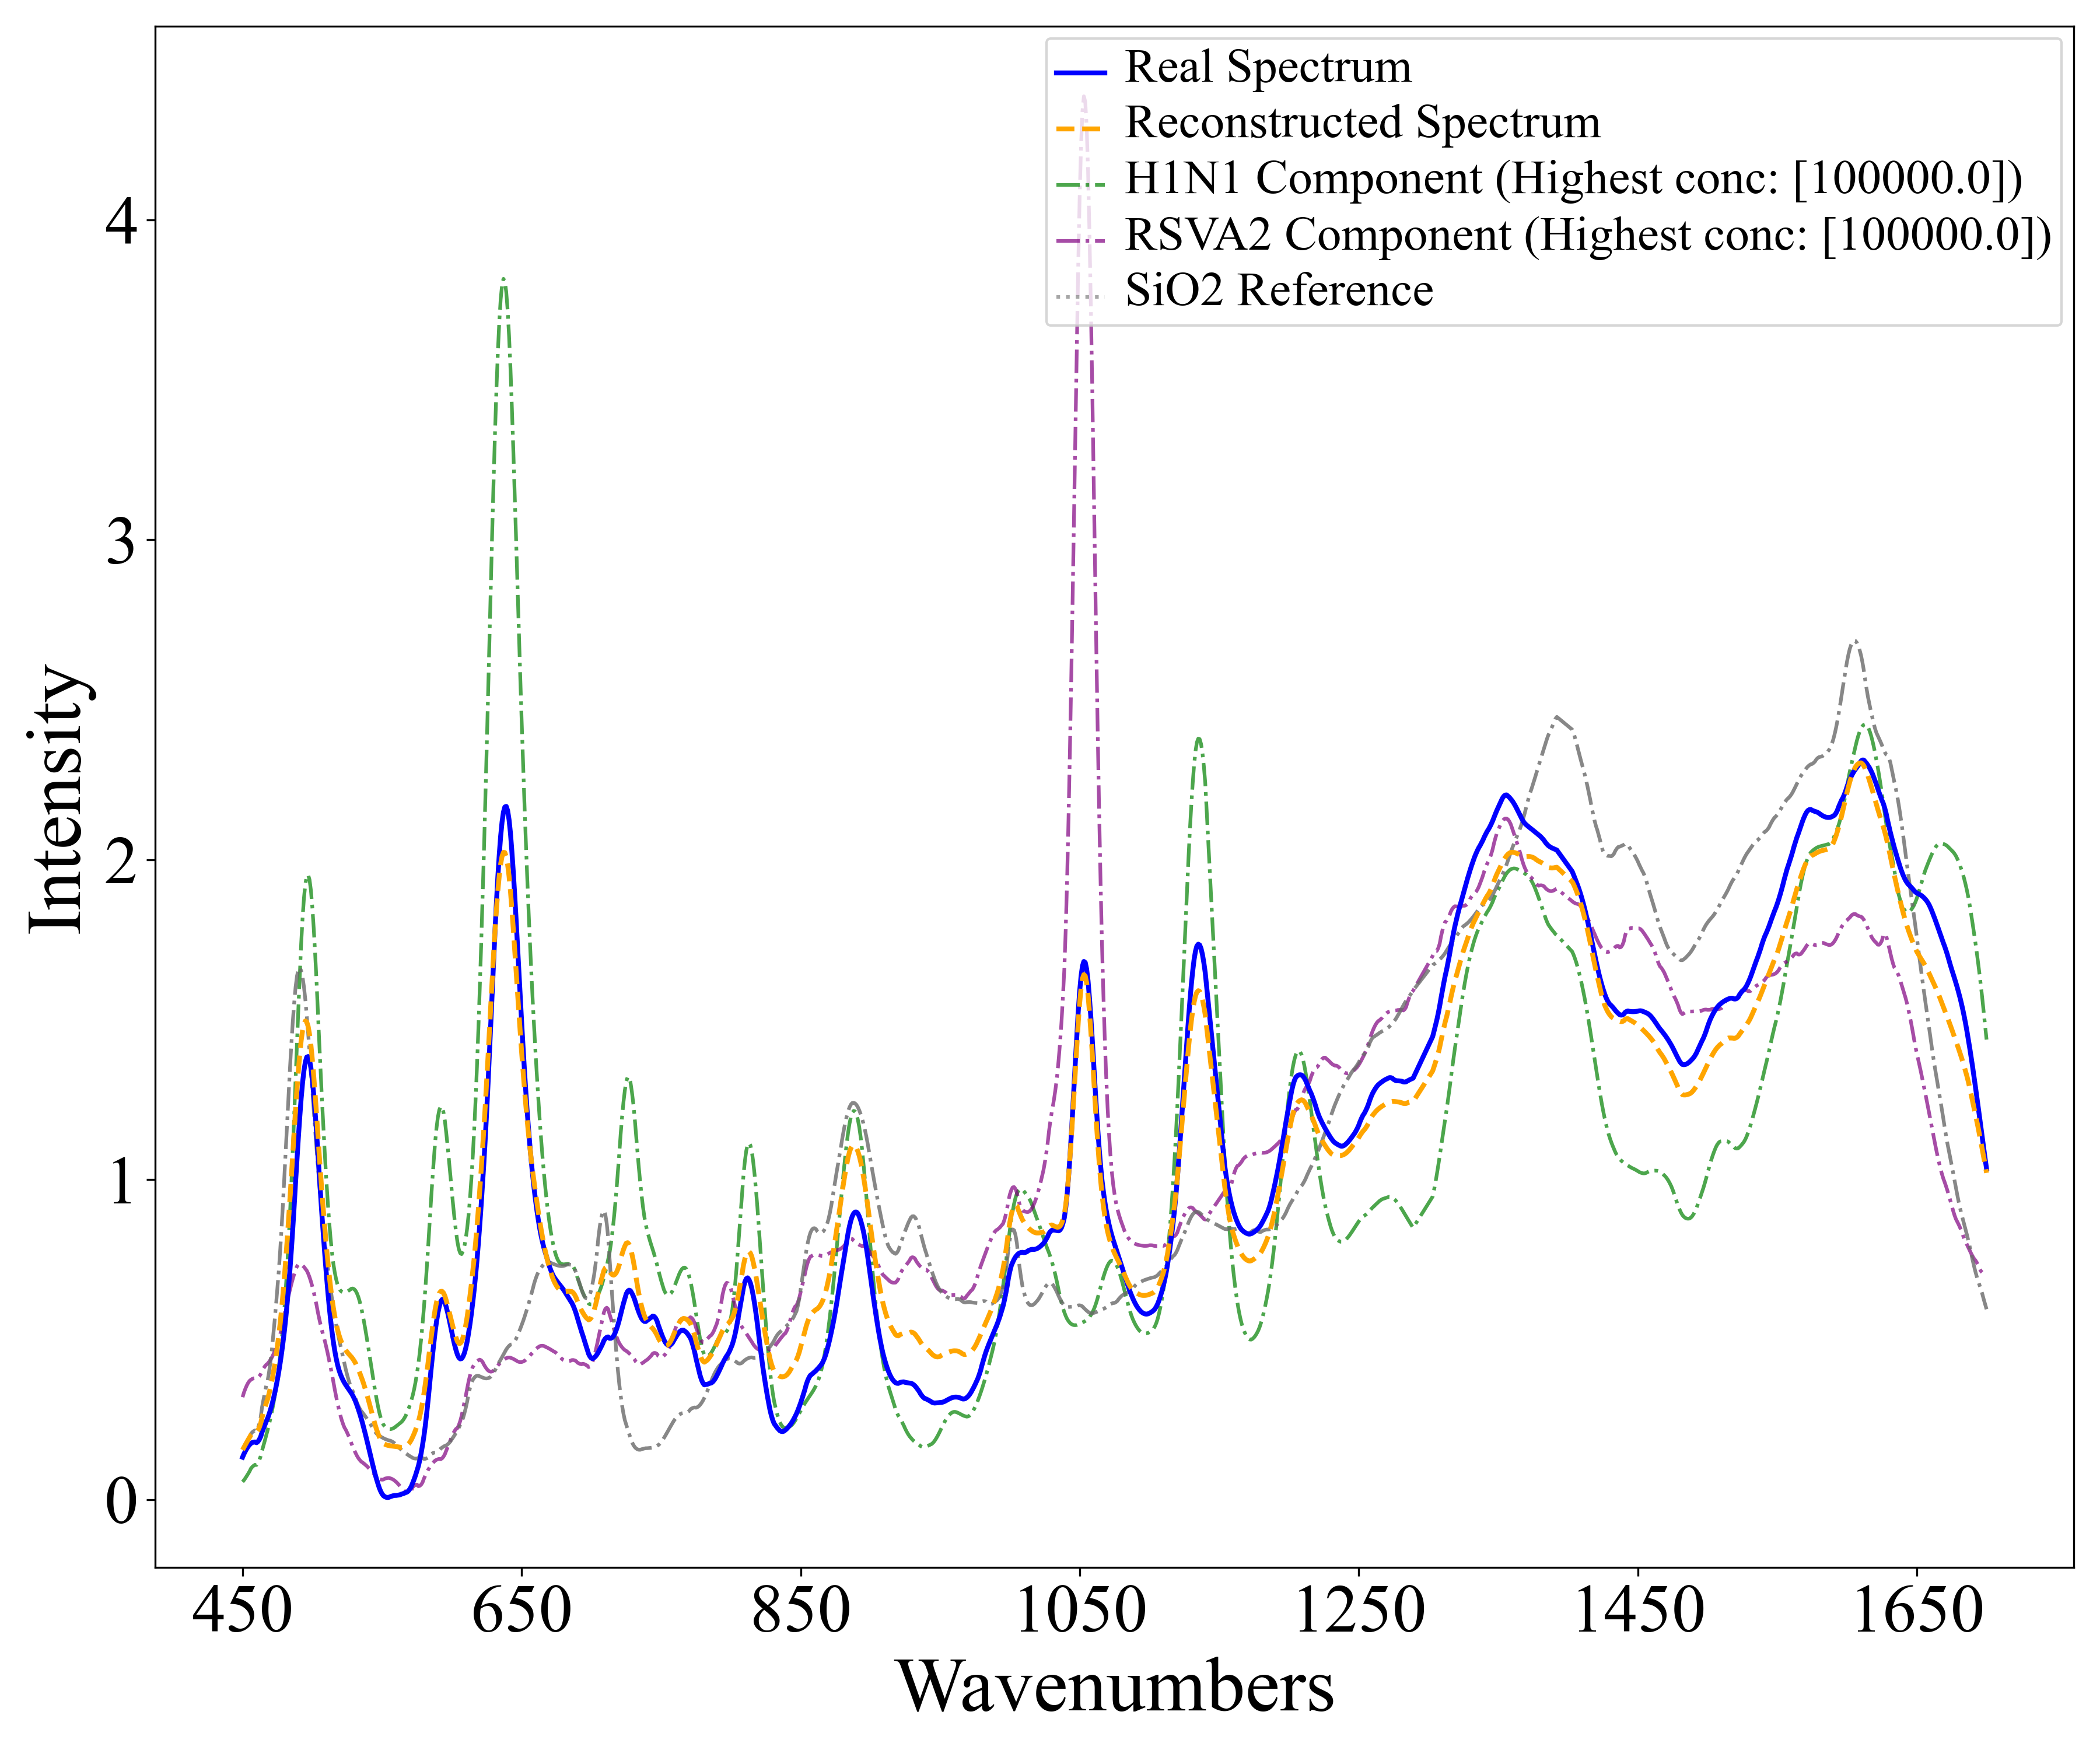 Real Spectrum
Reconstructed Spectrum
H1N1 Component (Highest conc: [100000.0])
RSVA2 Component (Highest conc: [100000.0])
SiO2 Reference
Intensity
4
3
2
1
0
450 650 850 1050 1250 1450 1650
Wavenumbers